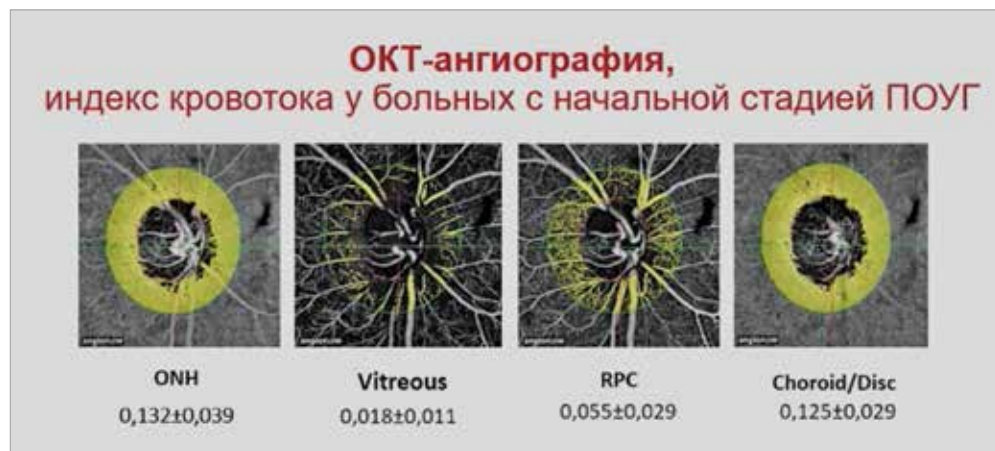 ОКТ-ангиография,
индекс кровотока у больных с начальной стадией ПОУГ
ONH
0,132±0,039
Vitreous
0,018±0,011
RPC
0,055±0,029
Choroid/Disc
0,125±0,029